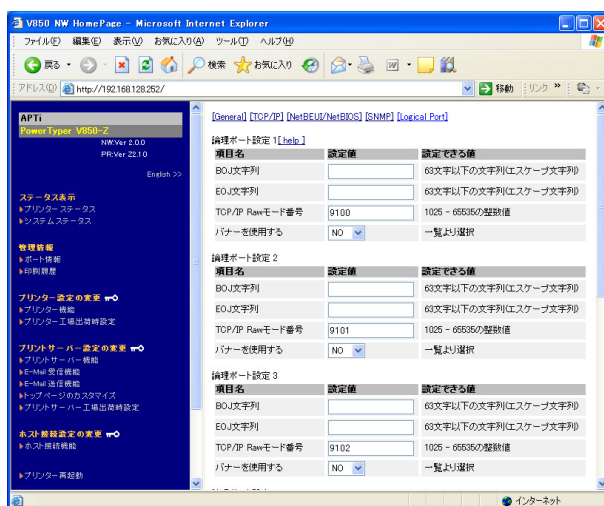 V850 NW HomePage - Microsoft Internet Explorer
ファイル(F) 編集(E) 表示(V) お気に入り(A) ツール(T) ヘルプ(H)
戻る 検索 お気に入り
アドレス(D) http://192.168.128.252/ 移動 リンク »
APTi
PowerTyper V850-Z
NW:Ver 2.0.0
PR:Ver Z2.1.0
English >>
ステータス表示
プリンターステータス
システムステータス
管理情報
ポート情報
印刷履歴
プリンター設定の変更
プリンター機能
プリンター工場出荷時設定
プリントサーバー設定の変更
プリントサーバー機能
E-Mail 受信機能
E-Mail 送信機能
トップページのカスタマイズ
プリントサーバー工場出荷時設定
ホスト接続設定の変更
ホスト接続機能
プリンター再起動
[General] [TCP/IP] [NetBEUI/NetBIOS] [SNMP] [Logical Port]
論理ポート設定 1 [ help ]
項目名 設定値 設定できる値
BOJ文字列 63文字以下の文字列(エスケープ文字列)
EOJ文字列 63文字以下の文字列(エスケープ文字列)
TCP/IP Rawモード番号 9100 1025 - 65535の整数値
バナーを使用する NO 一覧より選択
論理ポート設定 2
項目名 設定値 設定できる値
BOJ文字列 63文字以下の文字列(エスケープ文字列)
EOJ文字列 63文字以下の文字列(エスケープ文字列)
TCP/IP Rawモード番号 9101 1025 - 65535の整数値
バナーを使用する NO 一覧より選択
論理ポート設定 3
項目名 設定値 設定できる値
BOJ文字列 63文字以下の文字列(エスケープ文字列)
EOJ文字列 63文字以下の文字列(エスケープ文字列)
TCP/IP Rawモード番号 9102 1025 - 65535の整数値
バナーを使用する NO 一覧より選択
インターネット